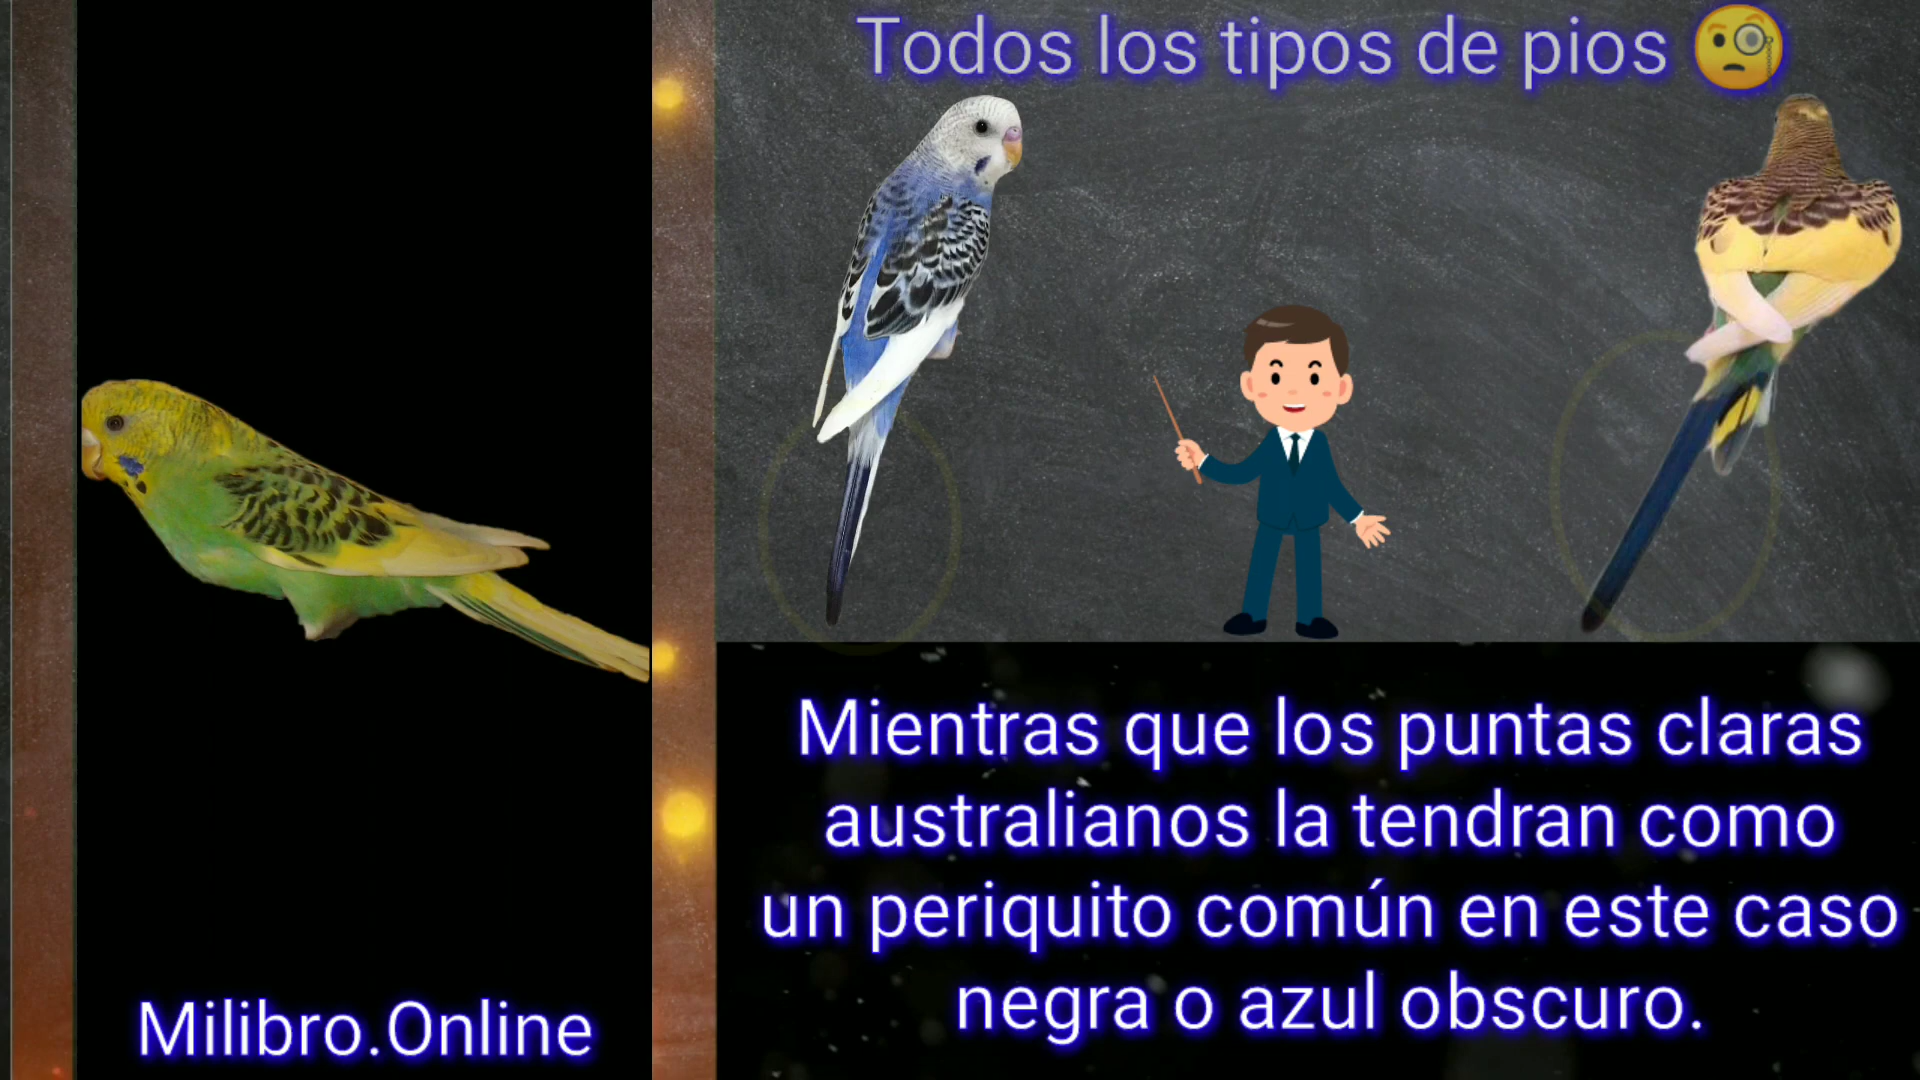 Todos los tipos de pios 🧐
Mientras que los puntas claras
australianos la tendran como
un periquito común en este caso
negra o azul obscuro.
Milibro.Online